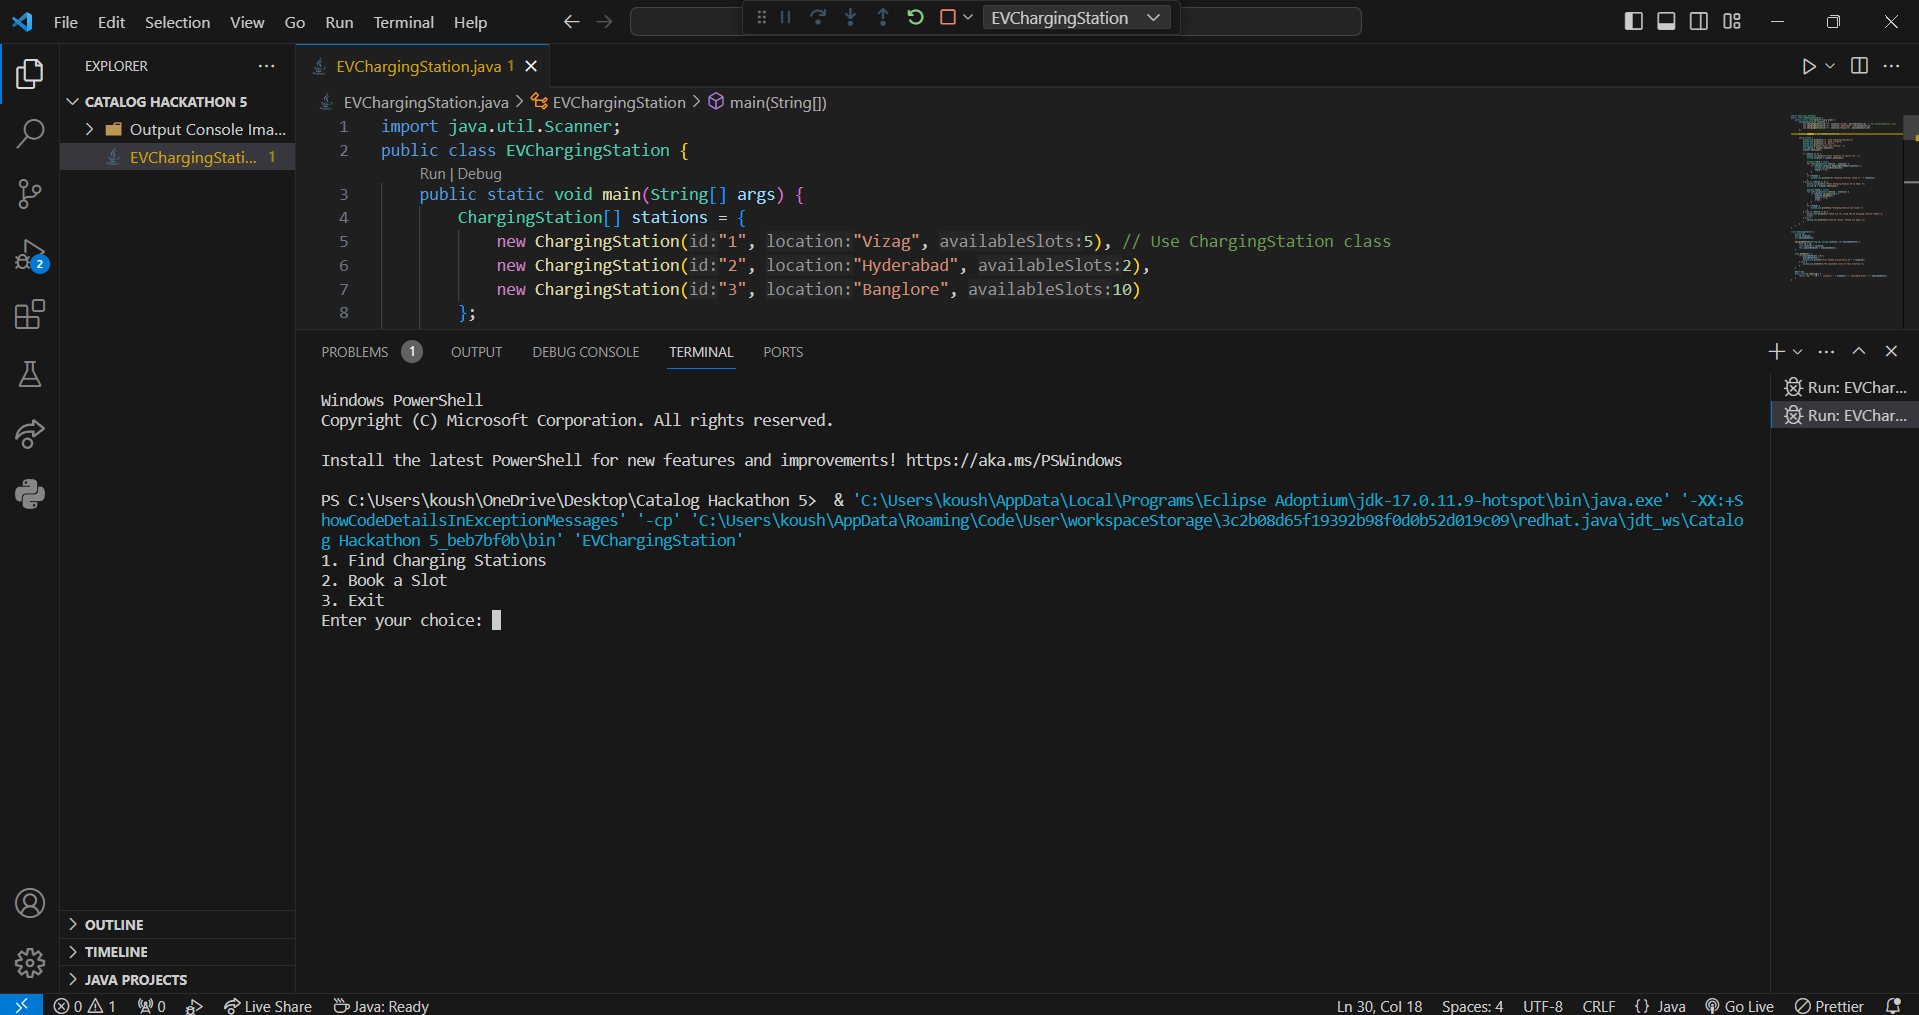 File Edit Selection View Go Run Terminal Help
EVChargingStation
EXPLORER
CATALOG HACKATHON 5
Output Console Ima...
EVChargingStati... 1
EVChargingStation.java 1
EVChargingStation.java > EVChargingStation > main(String[])
1 import java.util.Scanner;
2 public class EVChargingStation {
Run | Debug
3 public static void main(String[] args) {
4 ChargingStation[] stations = {
5 new ChargingStation(id:"1", location:"Vizag", availableSlots:5), // Use ChargingStation class
6 new ChargingStation(id:"2", location:"Hyderabad", availableSlots:2),
7 new ChargingStation(id:"3", location:"Banglore", availableSlots:10)
8 };
PROBLEMS 1 OUTPUT DEBUG CONSOLE TERMINAL PORTS
Run: EVChar...
Run: EVChar...
Windows PowerShell
Copyright (C) Microsoft Corporation. All rights reserved.
Install the latest PowerShell for new features and improvements! https://aka.ms/PSWindows
PS C:\Users\koush\OneDrive\Desktop\Catalog Hackathon 5>  & 'C:\Users\koush\AppData\Local\Programs\Eclipse Adoptium\jdk-17.0.11.9-hotspot\bin\java.exe' '-XX:+S
howCodeDetailsInExceptionMessages' '-cp' 'C:\Users\koush\AppData\Roaming\Code\User\workspaceStorage\3c2b08d65f19392b98f0d0b52d019c09\redhat.java\jdt_ws\Catalo
g Hackathon 5_beb7bf0b\bin' 'EVChargingStation'
1. Find Charging Stations
2. Book a Slot
3. Exit
Enter your choice:
2
OUTLINE
TIMELINE
JAVA PROJECTS
0 1 0 Live Share Java: Ready Ln 30, Col 18 Spaces: 4 UTF-8 CRLF {} Java Go Live Prettier